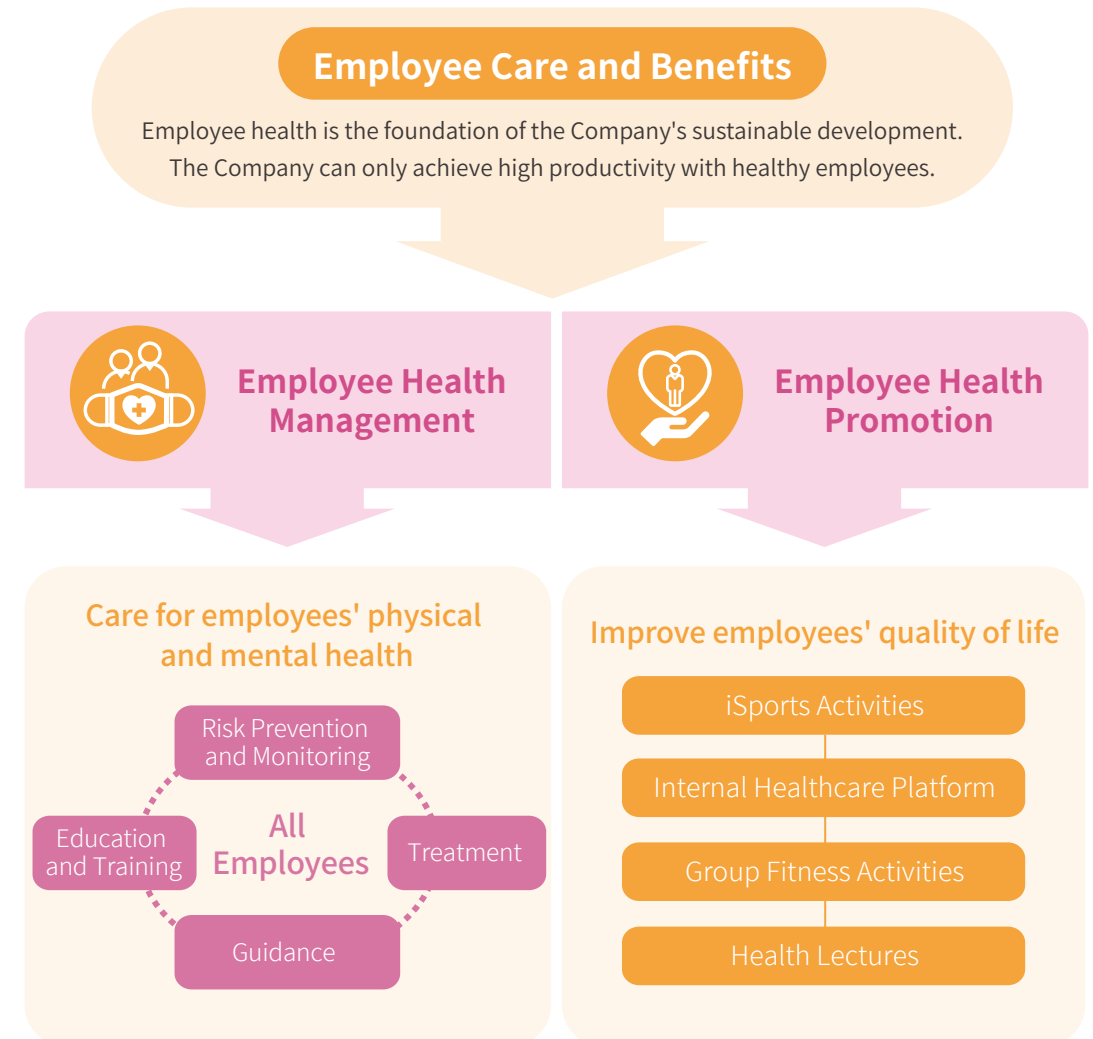 Employee Care and Benefits
Employee health is the foundation of the Company's sustainable development.
The Company can only achieve high productivity with healthy employees.
Employee Health
Management
Employee Health
Promotion
Care for employees' physical
and mental health
Risk Prevention
and Monitoring
Education
and Training
All
Employees
Treatment
Guidance
Improve employees' quality of life
iSports Activities
Internal Healthcare Platform
Group Fitness Activities
Health Lectures